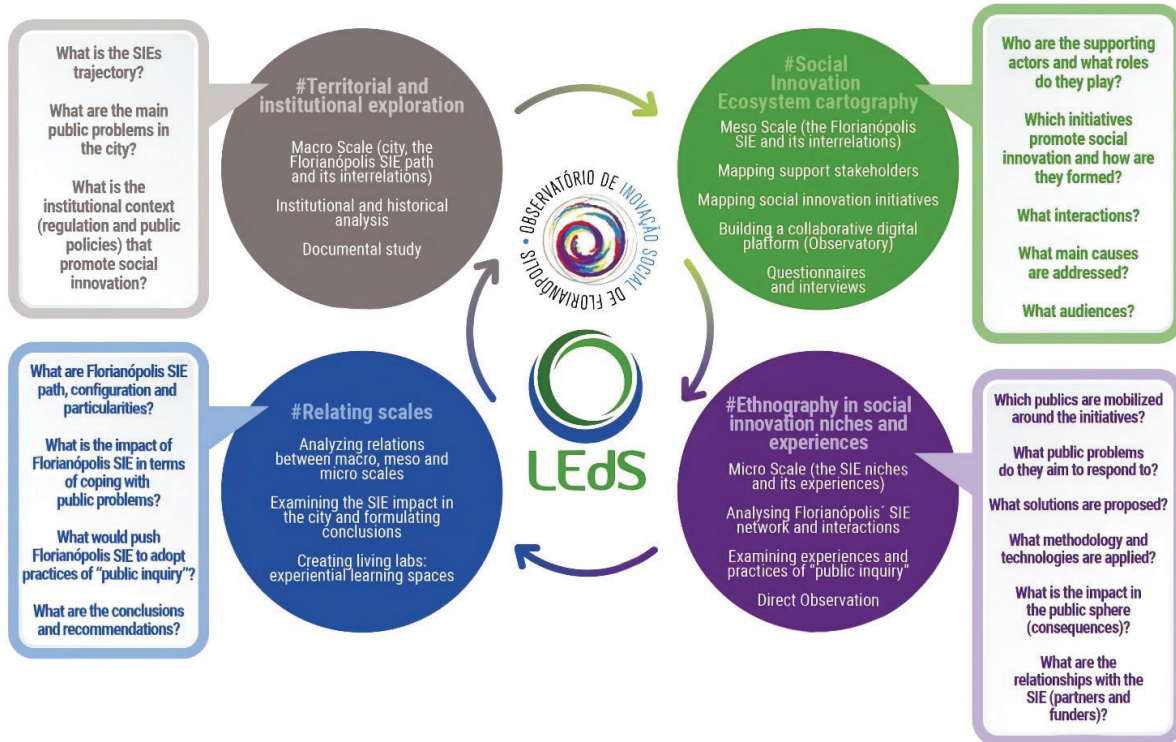 What is the SIEs
trajectory?
What are the main
public problems in
the city?
What is the
institutional context
(regulation and public
policies) that
promote social
innovation?
#Territorial and
institutional exploration
Macro Scale (city, the
Florianópolis SIE path
and its interrelations)
Institutional and historical
analysis
Documental study
OBSERVATÓRIO DE INOVAÇÃO SOCIAL DE FLORIANÓPOLIS •
#Social
Innovation
Ecosystem cartography
Meso Scale (the Florianópolis
SIE and its interrelations)
Mapping support stakeholders
Mapping social innovation initiatives
Building a collaborative digital
platform (Observatory)
Questionnaires
and interviews
Who are the supporting
actors and what roles
do they play?
Which initiatives
promote social
innovation and how are
they formed?
What interactions?
What main causes
are addressed?
What audiences?
What are Florianópolis SIE
path, configuration and
particularities?
What is the impact of
Florianópolis SIE in terms
of coping with
public problems?
What would push
Florianópolis SIE to adopt
practices of "public inquiry"?
What are the conclusions
and recommendations?
#Relating scales
Analyzing relations
between macro, meso and
micro scales
Examining the SIE impact in
the city and formulating
conclusions
Creating living labs:
experiential learning spaces
LEdS
#Ethnography in social
innovation niches and
experiences
Micro Scale (the SIE niches
and its experiences)
Analysing Florianópolis´ SIE
network and interactions
Examining experiences and
practices of "public inquiry"
Direct Observation
Which publics are mobilized
around the initiatives?
What public problems
do they aim to respond to?
What solutions are proposed?
What methodology and
technologies are applied?
What is the impact in
the public sphere
(consequences)?
What are the
relationships with the
SIE (partners and
funders)?